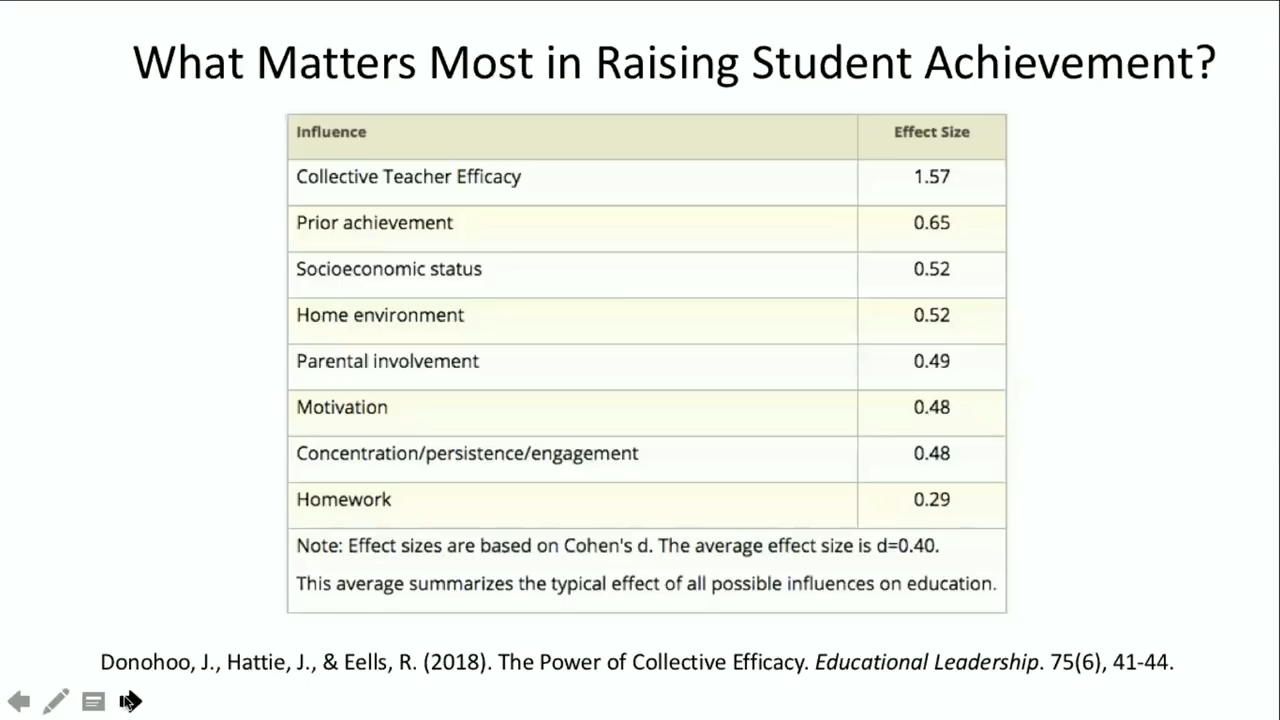 What Matters Most in Raising Student Achievement?
Influence Effect Size
Collective Teacher Efficacy 1.57
Prior achievement 0.65
Socioeconomic status 0.52
Home environment 0.52
Parental involvement 0.49
Motivation 0.48
Concentration/persistence/engagement 0.48
Homework 0.29
Note: Effect sizes are based on Cohen's d. The average effect size is d=0.40.
This average summarizes the typical effect of all possible influences on education.
Donohoo, J., Hattie, J., & Eells, R. (2018). The Power of Collective Efficacy. Educational Leadership. 75(6), 41-44.